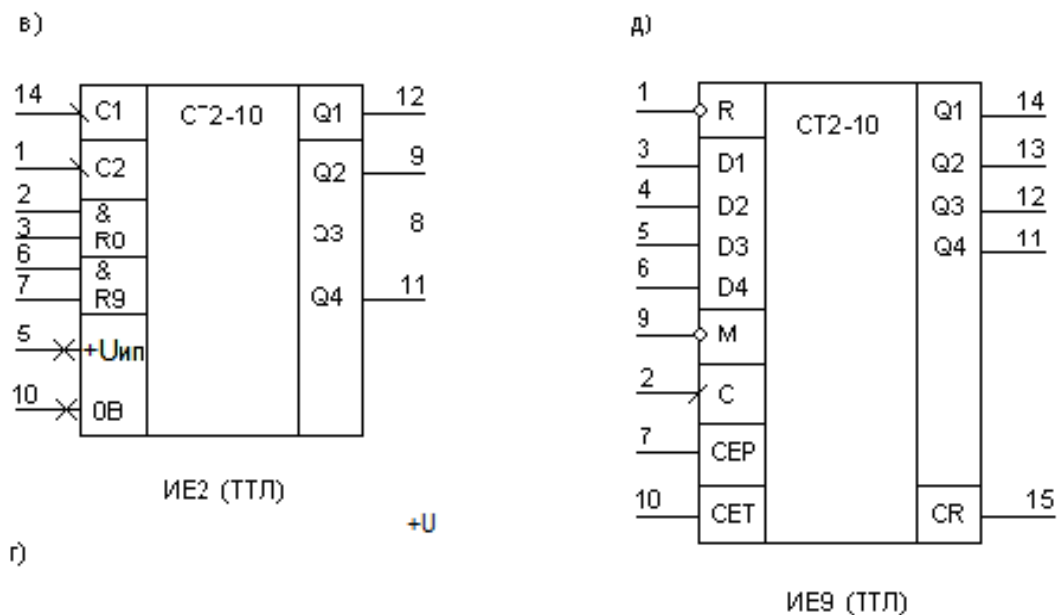 в)
14 C1 CT2-10 Q1 12
1 C2 Q2 9
2 &
3 R0 Q3 8
6 &
7 R9 Q4 11
5 +Uип
10 0В
ИЕ2 (ТТЛ)
+U
г)
д)
1 R CT2-10 Q1 14
3 D1 Q2 13
4 D2 Q3 12
5 D3 Q4 11
6 D4
9 M
2 C
7 CEP
10 CET CR 15
ИЕ9 (ТТЛ)